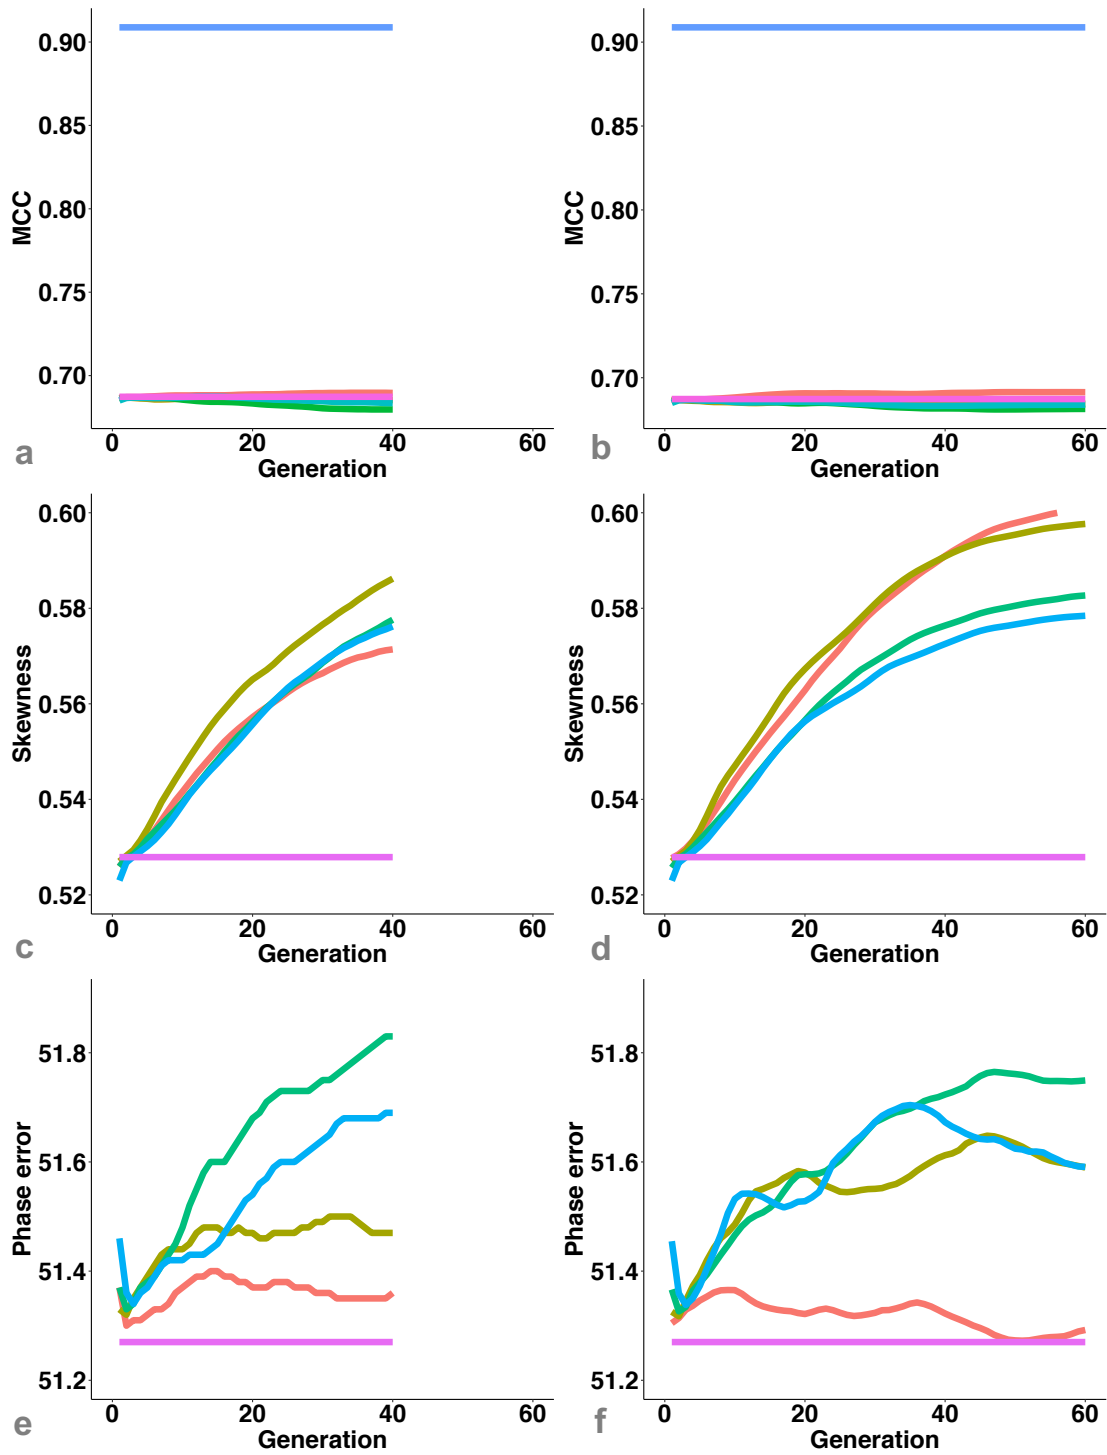 0.90
0.85
0.80
0.75
0.70
MCC
0 20 40 60
Generation
a
0.90
0.85
0.80
0.75
0.70
MCC
0 20 40 60
Generation
b
0.60
0.58
0.56
0.54
0.52
Skewness
0 20 40 60
Generation
c
0.60
0.58
0.56
0.54
0.52
Skewness
0 20 40 60
Generation
d
51.8
51.6
51.4
51.2
Phase error
0 20 40 60
Generation
e
51.8
51.6
51.4
51.2
Phase error
0 20 40 60
Generation
f